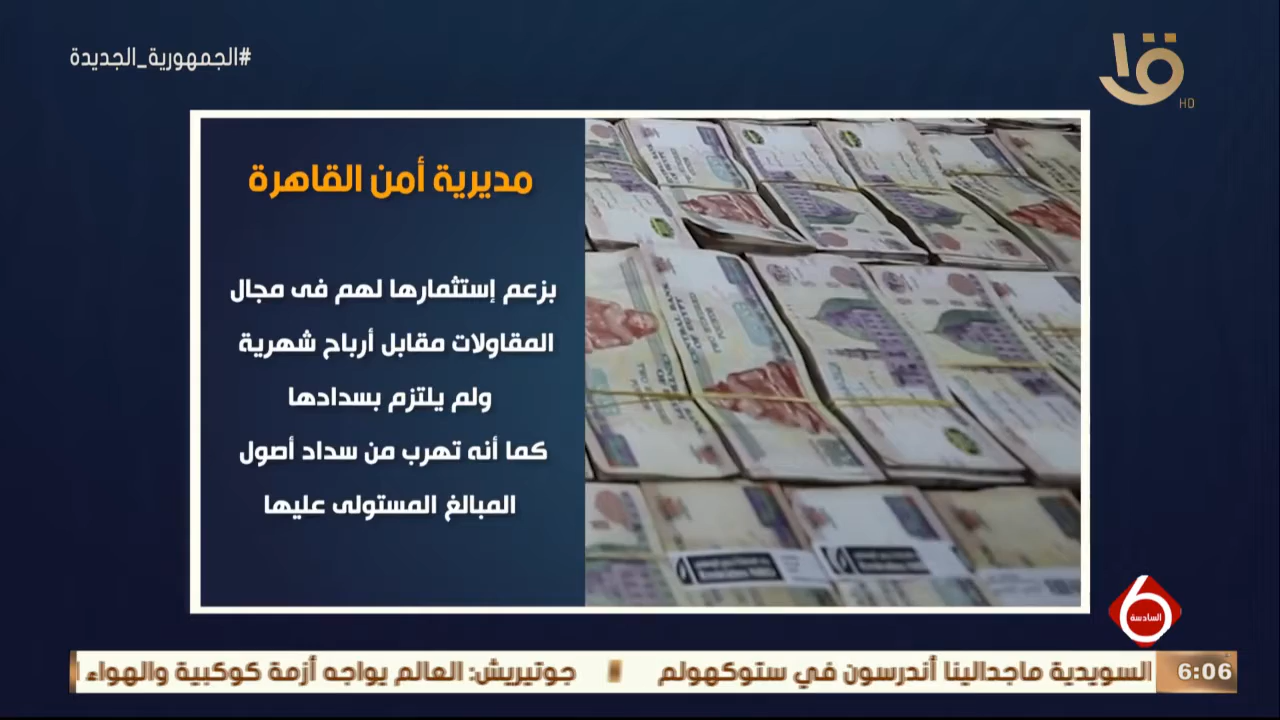 #الجمهورية_الجديدة
HD
مديرية أمن القاهرة
بزعم إستثمارها لهم فى مجال
المقاولات مقابل أرباح شهرية
ولم يلتزم بسدادها
كما أنه تهرب من سداد أصول
المبالغ المستولى عليها
السادسة
6:06
السويدية ماجدالينا أندرسون في ستوكهولم
جوتيريش: العالم يواجه أزمة كوكبية والهواء